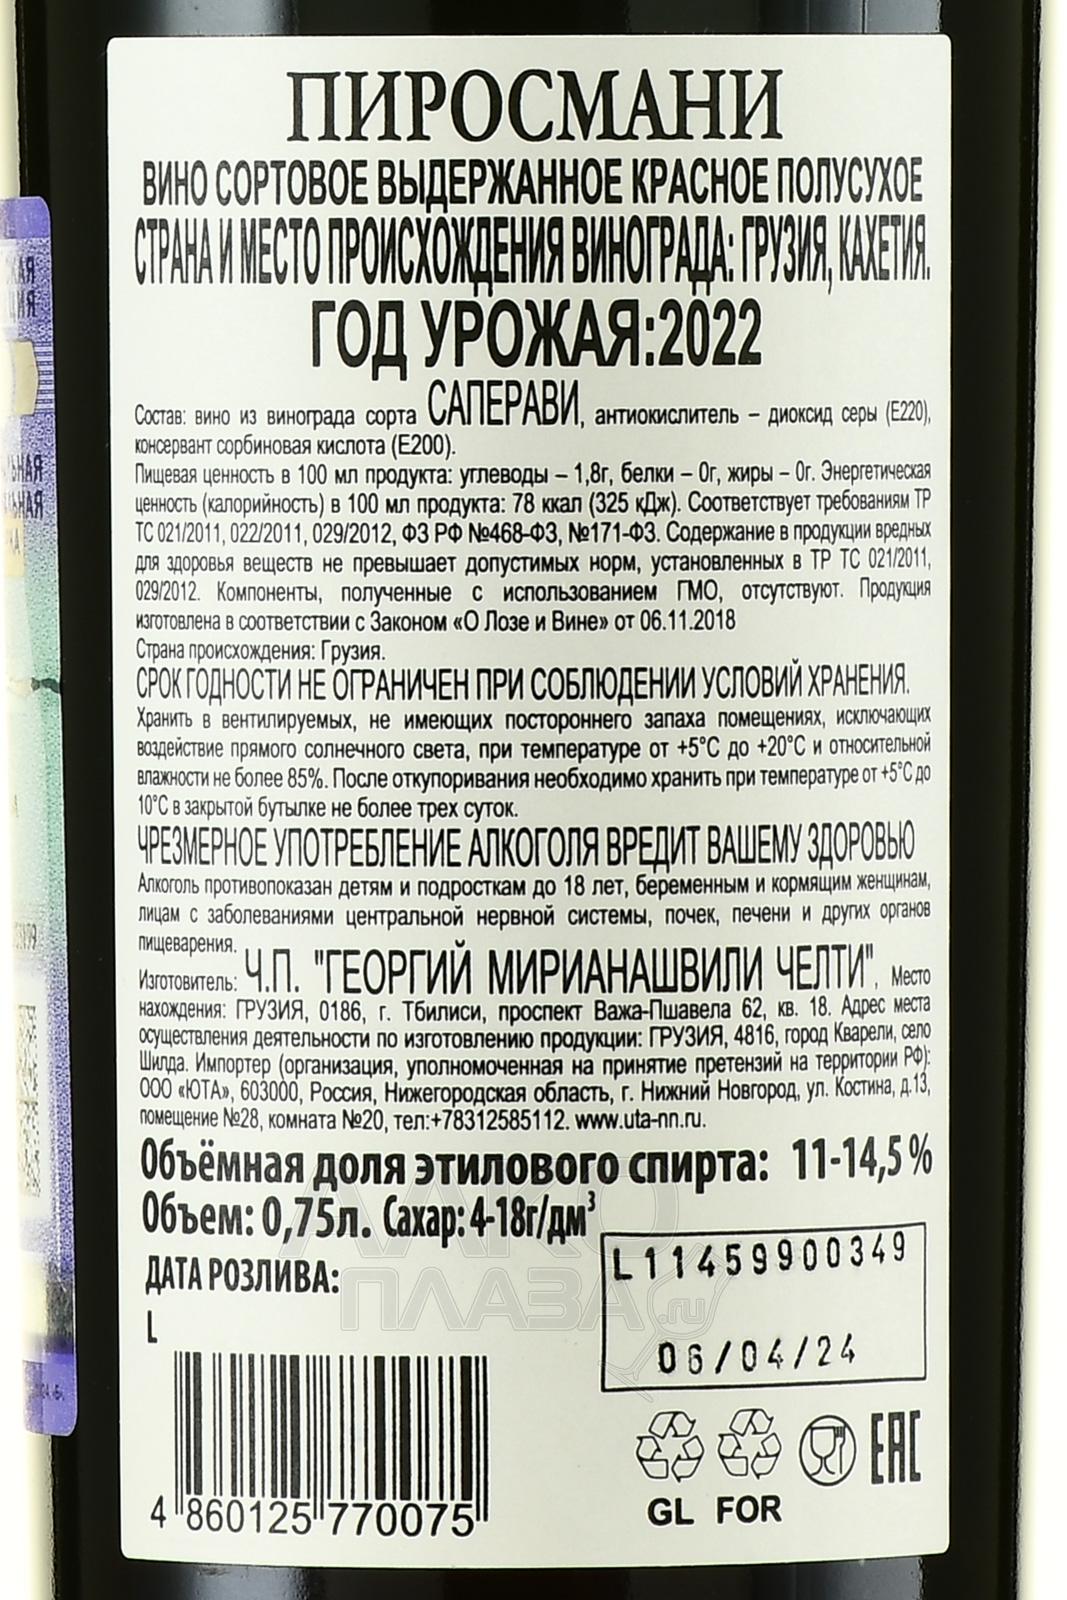 ПИРОСМАНИ
ВИНО СОРТОВОЕ ВЫДЕРЖАННОЕ КРАСНОЕ ПОЛУСУХОЕ
СТРАНА И МЕСТО ПРОИСХОЖДЕНИЯ ВИНОГРАДА: ГРУЗИЯ, КАХЕТИЯ.
ГОД УРОЖАЯ:2022
Состав: вино из винограда сорта САПЕРАВИ, антиокислитель – диоксид серы (Е220),
консервант сорбиновая кислота (Е200).
Пищевая ценность в 100 мл продукта: углеводы – 1,8г, белки – 0г, жиры – 0г. Энергетическая
ценность (калорийность) в 100 мл продукта: 78 ккал (325 кДж). Соответствует требованиям ТР
ТС 021/2011, 022/2011, 029/2012, ФЗ РФ №468-ФЗ, №171-ФЗ. Содержание в продукции вредных
для здоровья веществ не превышает допустимых норм, установленных в ТР ТС 021/2011,
029/2012. Компоненты, полученные с использованием ГМО, отсутствуют. Продукция
изготовлена в соответствии с Законом «О Лозе и Вине» от 06.11.2018
Страна происхождения: Грузия.
СРОК ГОДНОСТИ НЕ ОГРАНИЧЕН ПРИ СОБЛЮДЕНИИ УСЛОВИЙ ХРАНЕНИЯ.
Хранить в вентилируемых, не имеющих постороннего запаха помещениях, исключающих
воздействие прямого солнечного света, при температуре от +5°С до +20°С и относительной
влажности не более 85%. После откупоривания необходимо хранить при температуре от +5°С до
10°С в закрытой бутылке не более трех суток.
ЧРЕЗМЕРНОЕ УПОТРЕБЛЕНИЕ АЛКОГОЛЯ ВРЕДИТ ВАШЕМУ ЗДОРОВЬЮ
Алкоголь противопоказан детям и подросткам до 18 лет, беременным и кормящим женщинам,
лицам с заболеваниями центральной нервной системы, почек, печени и других органов
пищеварения.
Изготовитель: Ч.П. "ГЕОРГИЙ МИРИАНАШВИЛИ ЧЕЛТИ", Место
нахождения: ГРУЗИЯ, 0186, г. Тбилиси, проспект Важа-Пшавела 62, кв. 18. Адрес места
осуществления деятельности по изготовлению продукции: ГРУЗИЯ, 4816, город Кварели, село
Шилда. Импортер (организация, уполномоченная на принятие претензий на территории РФ):
ООО «ЮТА», 603000, Россия, Нижегородская область, г. Нижний Новгород, ул. Костина, д.13,
помещение №28, комната №20, тел:+78312585112. www.uta-nn.ru.
Объёмная доля этилового спирта: 11-14,5 %
Объем: 0,75л. Сахар: 4-18г/дм³
ДАТА РОЗЛИВА:
L
L11459900349
06/04/24
4 860125 770075
GL FOR
EAC
АЛКО
ПЛАЗА.ru